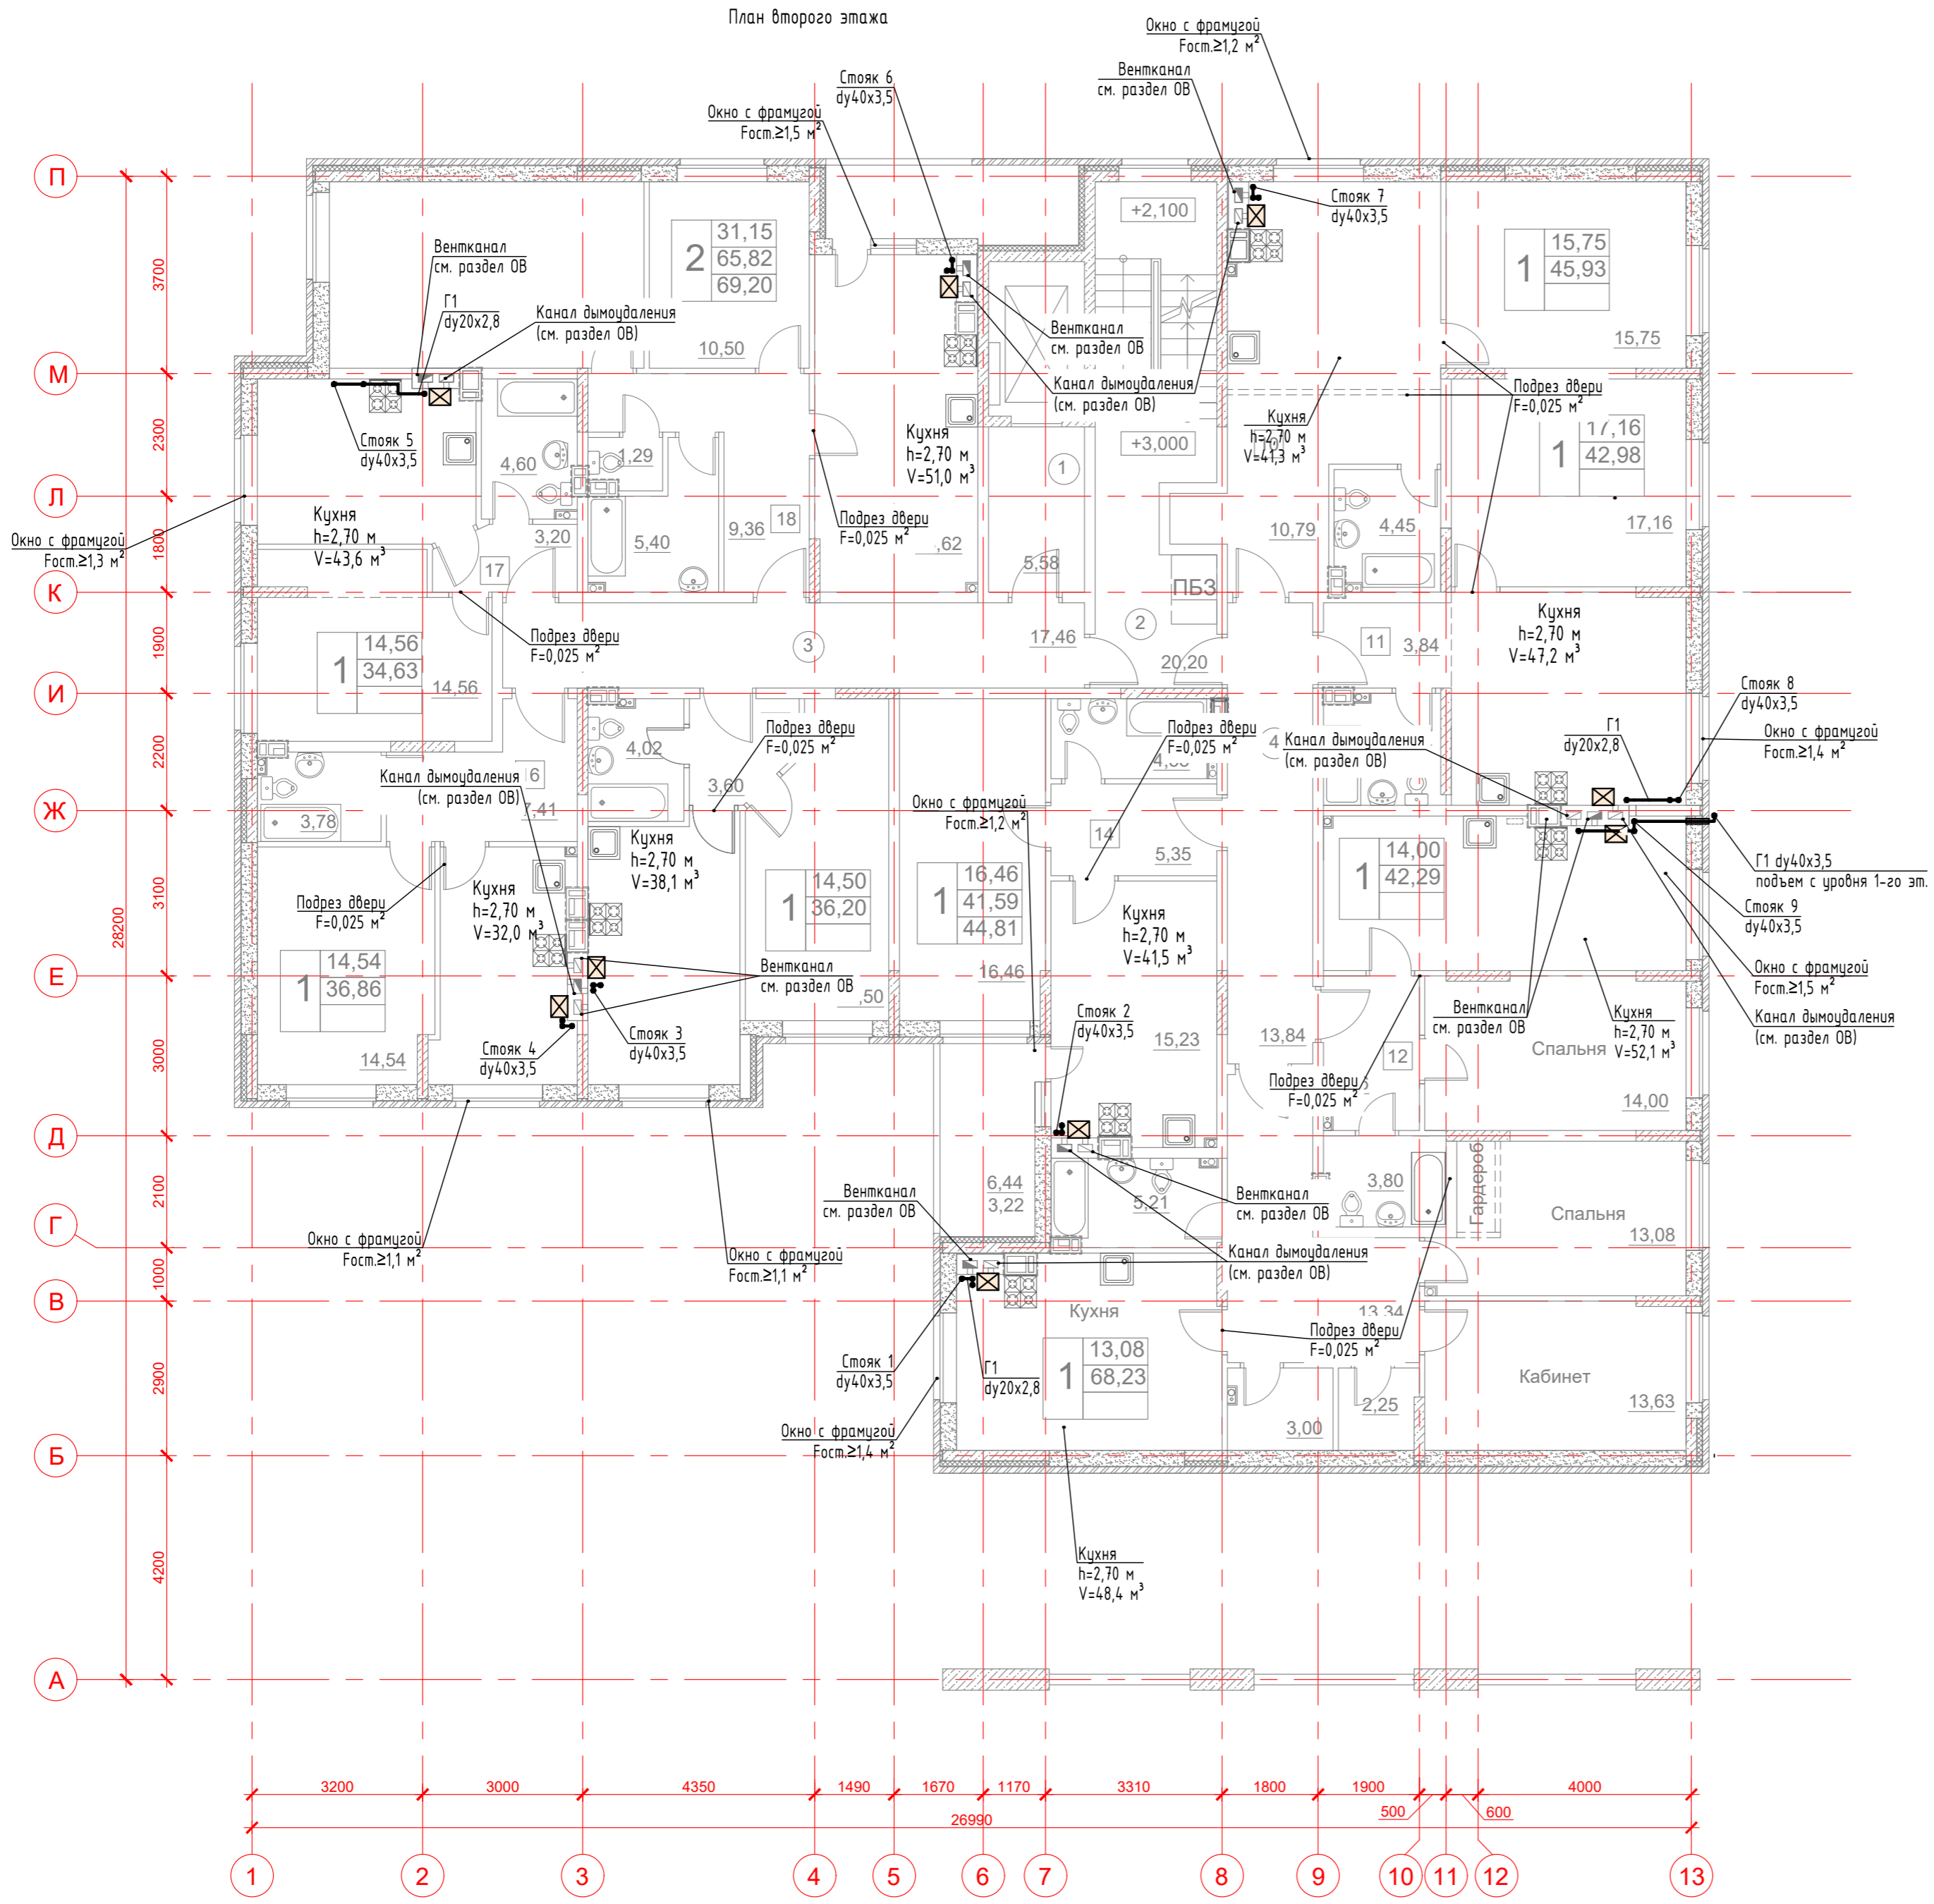 План второго этажа
Окно с фрамугой
Fост.≥1,2 м²
Вентканал
см. раздел ОВ
Стояк 6
dy40x3,5
Окно с фрамугой
Fост.≥1,5 м²
П
Стояк 7
dy40x3,5
+2,100
2
31,15
65,82
69,20
1
15,75
45,93
3700
Вентканал
см. раздел ОВ
Г1
dy20x2,8
Канал дымоудаления
(см. раздел ОВ)
Вентканал
см. раздел ОВ
10,50
15,75
М
Канал дымоудаления
(см. раздел ОВ)
Подрез двери
F=0,025 м²
Кухня
h=2,70 м
V=41,3 м³
1
17,16
42,98
2300
Стояк 5
dy40x3,5
4,60
1,29
Кухня
h=2,70 м
V=51,0 м³
+3,000
1
Л
Кухня
h=2,70 м
V=43,6 м³
Окно с фрамугой
Fост.≥1,3 м²
1800
3,20
5,40
9,36
18
Подрез двери
F=0,025 м²
,62
10,79
4,45
17,16
17
5,58
ПБЗ
К
Подрез двери
F=0,025 м²
Кухня
h=2,70 м
V=47,2 м³
1900
1
14,56
34,63
14,56
3
17,46
2
20,20
11
3,84
И
Стояк 8
dy40x3,5
Г1
dy20x2,8
Окно с фрамугой
Fост.≥1,4 м²
2200
4,02
Подрез двери
F=0,025 м²
Подрез двери
F=0,025 м²
4
Канал дымоудаления
(см. раздел ОВ)
Канал дымоудаления
(см. раздел ОВ)
6
7,41
3,60
Окно с фрамугой
Fост.≥1,2 м²
Ж
3,78
Кухня
h=2,70 м
V=38,1 м³
14
5,35
1
14,00
42,29
Г1 dy40x3,5
подъем с уровня 1-го эт.
28200
3100
Подрез двери
F=0,025 м²
Кухня
h=2,70 м
V=32,0 м³
1
14,50
36,20
1
16,46
41,59
44,81
Кухня
h=2,70 м
V=41,5 м³
Стояк 9
dy40x3,5
Е
1
14,54
36,86
Вентканал
см. раздел ОВ
16,46
,50
Окно с фрамугой
Fост.≥1,5 м²
Вентканал
см. раздел ОВ
Кухня
h=2,70 м
V=52,1 м³
Канал дымоудаления
(см. раздел ОВ)
3000
14,54
Стояк 4
dy40x3,5
Стояк 3
dy40x3,5
Стояк 2
dy40x3,5
15,23
13,84
12
Спальня
Подрез двери
F=0,025 м²
14,00
Д
2100
6,44
3,22
5,21
Вентканал
см. раздел ОВ
3,80
Гардероб
Спальня
13,08
Вентканал
см. раздел ОВ
Г
Окно с фрамугой
Fост.≥1,1 м²
Окно с фрамугой
Fост.≥1,1 м²
Канал дымоудаления
(см. раздел ОВ)
1000
В
Кухня
13,34
Подрез двери
F=0,025 м²
2900
Стояк 1
dy40x3,5
Г1
dy20x2,8
1
13,08
68,23
Кабинет
13,63
2,25
3,00
Окно с фрамугой
Fост.≥1,4 м²
Б
4200
Кухня
h=2,70 м
V=48,4 м³
А
3200
3000
4350
1490
1670
1170
3310
1800
1900
500
600
4000
26990
1
2
3
4
5
6
7
8
9
10
11
12
13